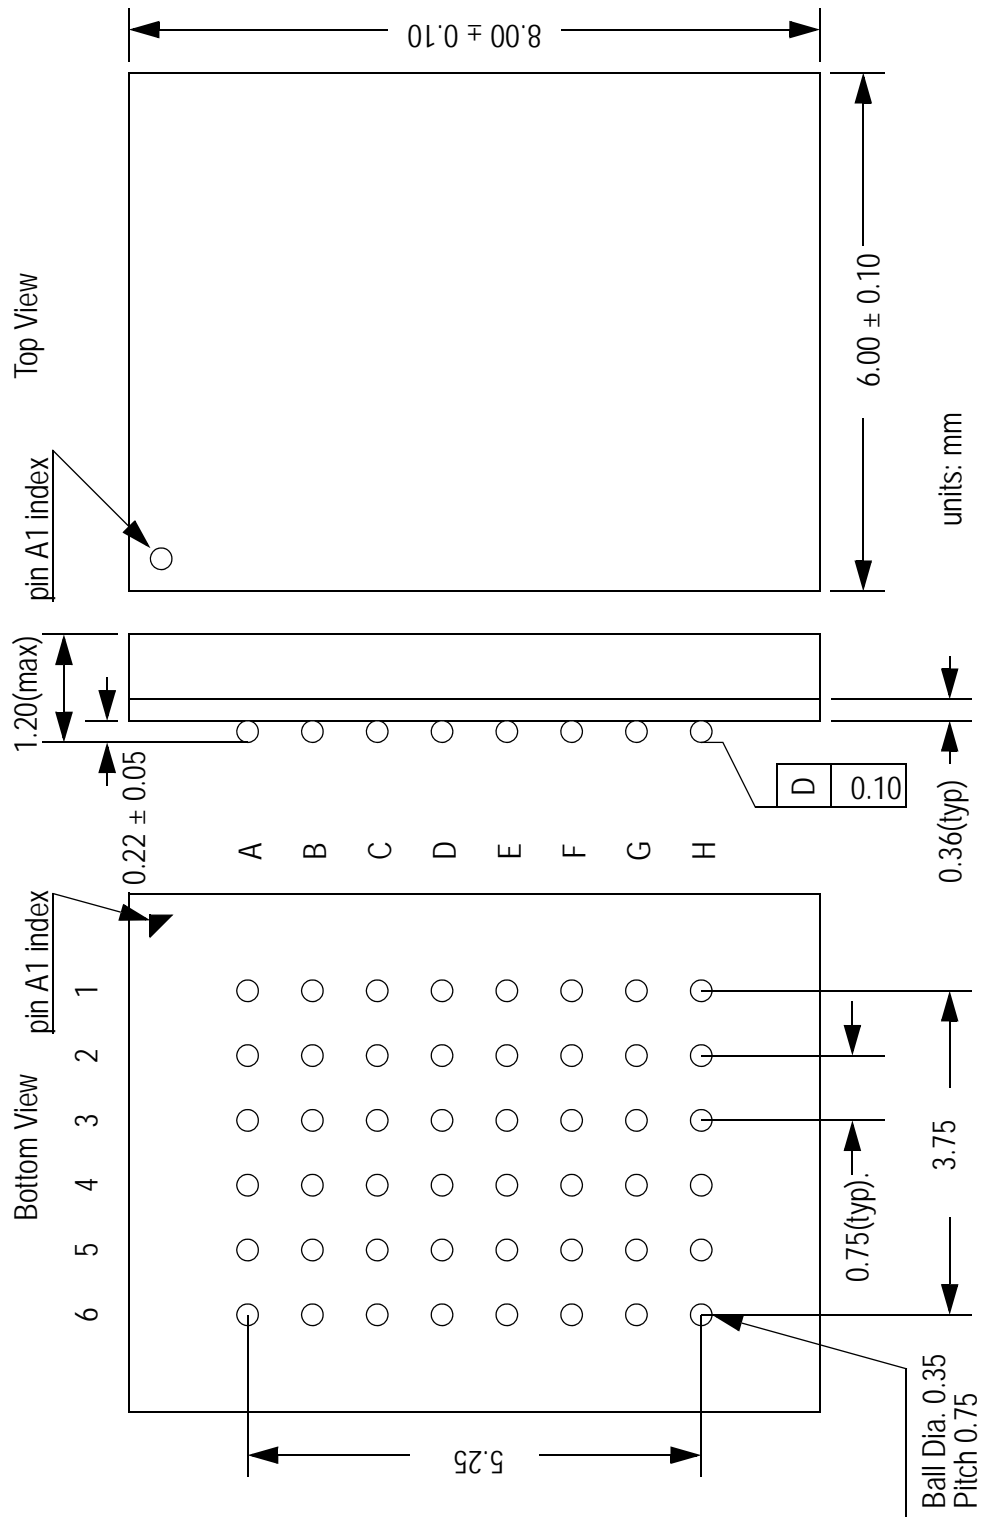 Top View
pin A1 index
8.00 ± 0.10
6.00 ± 0.10
units: mm
1.20(max)
0.22 ± 0.05
D 0.10
0.36(typ)
Bottom View
pin A1 index
1 2 3 4 5 6
A
B
C
D
E
F
G
H
0.75(typ).
3.75
5.25
Ball Dia. 0.35
Pitch 0.75